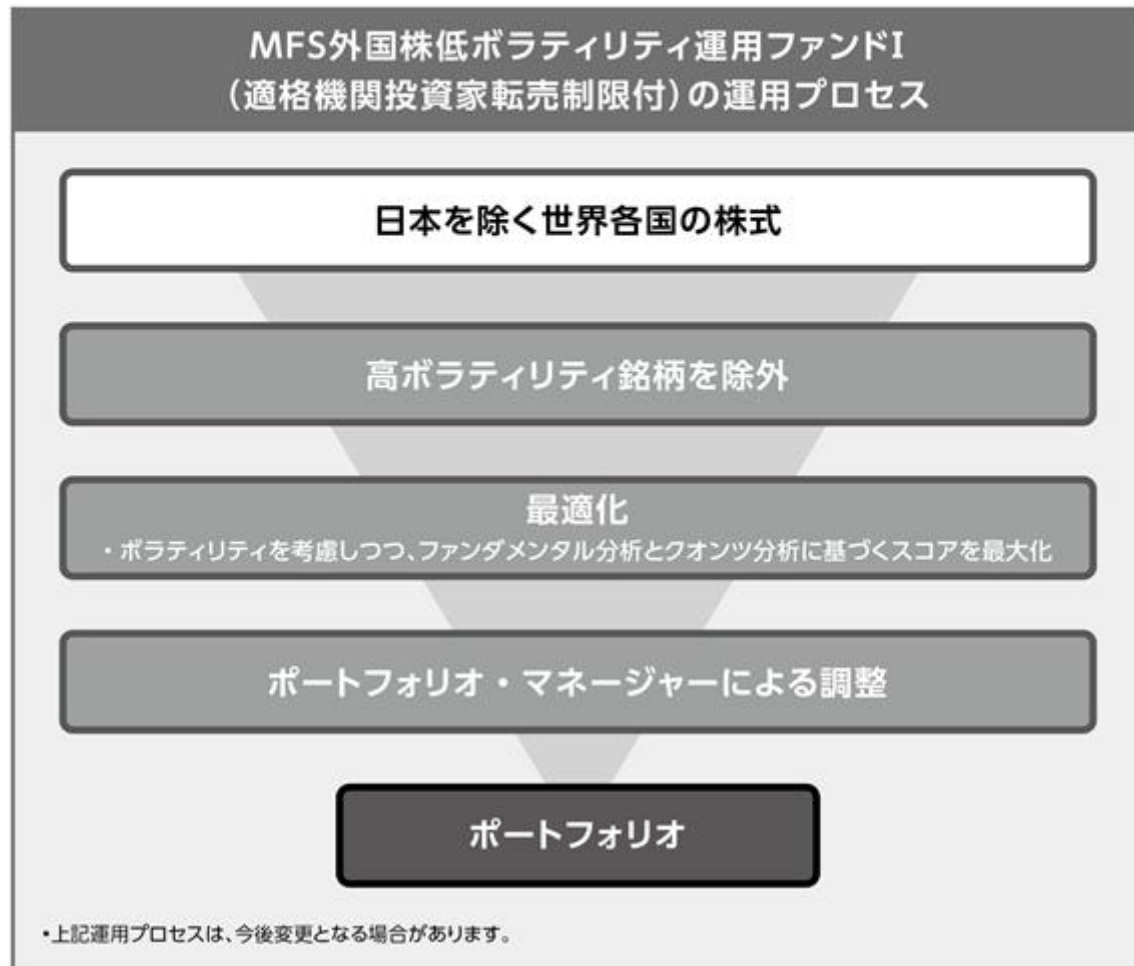 MFS外国株低ボラティリティ運用ファンドI
(適格機関投資家転売制限付)の運用プロセス
日本を除く世界各国の株式
高ボラティリティ銘柄を除外
最適化
・ボラティリティを考慮しつつ、ファンダメンタル分析とクオンツ分析に基づくスコアを最大化
ポートフォリオ・マネージャーによる調整
ポートフォリオ
•上記運用プロセスは、今後変更となる場合があります。